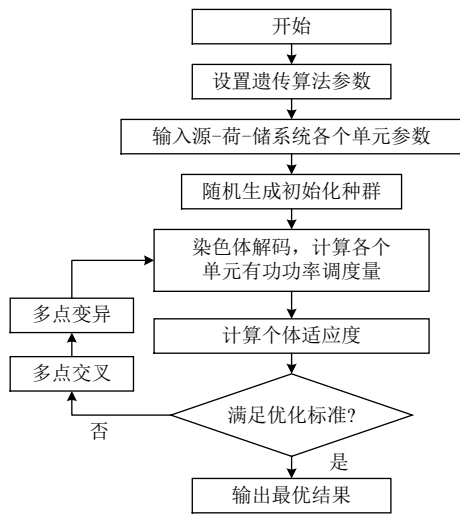 开始
设置遗传算法参数
输入源-荷-储系统各个单元参数
随机生成初始化种群
染色体解码，计算各个
单元有功功率调度量
多点变异
计算个体适应度
多点交叉
满足优化标准?
否
是
输出最优结果